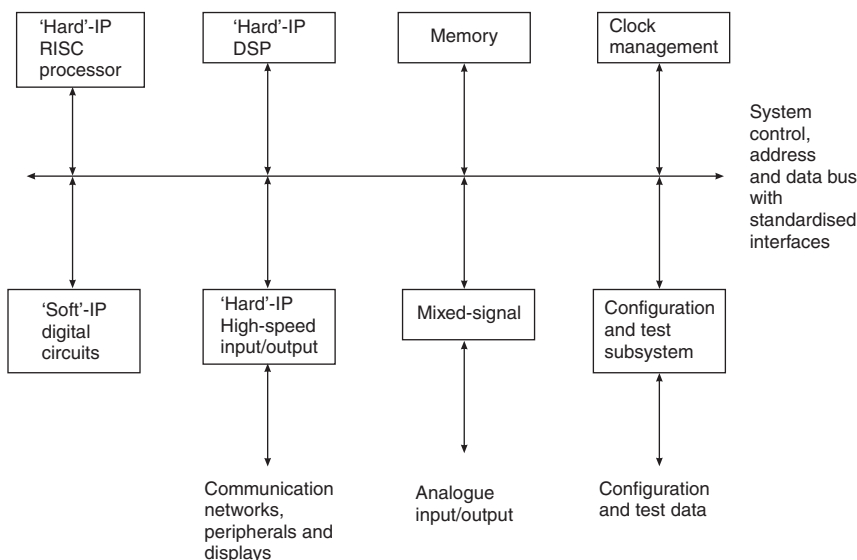 ‘Hard’-IP
RISC
processor
‘Hard’-IP
DSP
Memory
Clock
management
System
control,
address
and data bus
with
standardised
interfaces
‘Soft’-IP
digital
circuits
‘Hard’-IP
High-speed
input/output
Mixed-signal
Configuration
and test
subsystem
Communication
networks,
peripherals and
displays
Analogue
input/output
Configuration
and test data